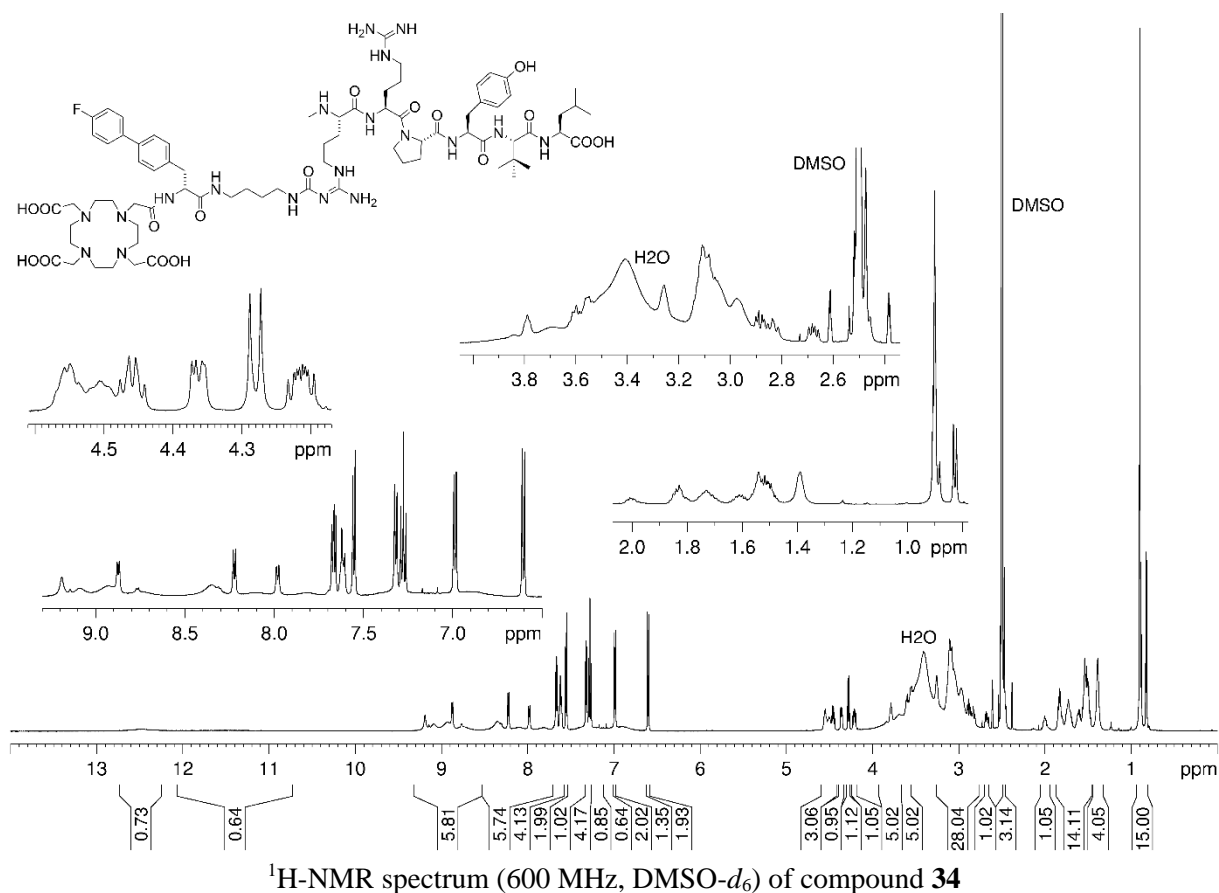 H₂N NH
HN
OH
F
O
H
N
N
H
O
N
O
N
H
O
H
N
O
N
H
COOH
HN
O
H
N
O
N
H
O
N
NH₂
HOOC
N N
O
HOOC
N N
COOH
DMSO
DMSO
H2O
3.8 3.6 3.4 3.2 3.0 2.8 2.6 ppm
4.5 4.4 4.3 ppm
2.0 1.8 1.6 1.4 1.2 1.0 ppm
9.0 8.5 8.0 7.5 7.0 ppm
H2O
13 12 11 10 9 8 7 6 5 4 3 2 1 ppm
0.73 0.64 5.81 5.74 4.13 1.99 1.02 4.17 0.85 0.64 2.02 1.35 1.93 3.06 0.95 1.12 1.05 5.02 5.02 28.04 1.02 3.14 1.05 14.11 4.05 15.00
¹H-NMR spectrum (600 MHz, DMSO-d₆) of compound 34